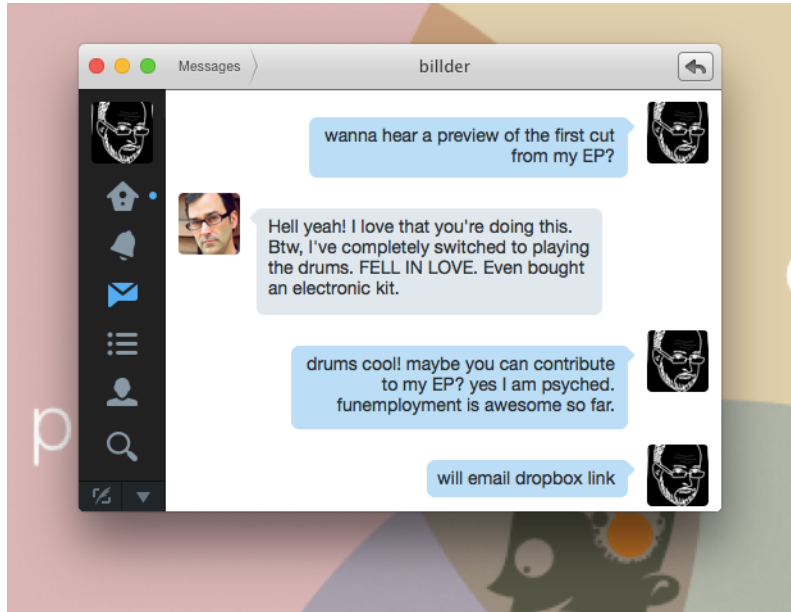 Messages
billder
wanna hear a preview of the first cut
from my EP?
Hell yeah! I love that you're doing this.
Btw, I've completely switched to playing
the drums. FELL IN LOVE. Even bought
an electronic kit.
drums cool! maybe you can contribute
to my EP? yes I am psyched.
funemployment is awesome so far.
will email dropbox link
p